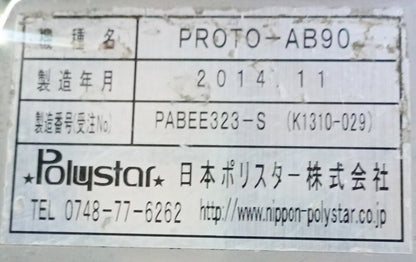 機種名 PROTO-AB90
製造年月 2014.11
製造番号(受注No) PABEE323-S (K1310-029)
★Polystar★ 日本ポリスター株式会社
TEL 0748-77-6262 http://www.nippon-polystar.co.jp